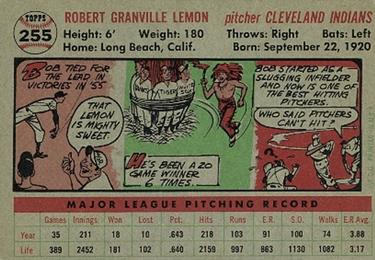 TOPPS
255
ROBERT GRANVILLE LEMON pitcher CLEVELAND INDIANS
Height: 6' Weight: 180 Throws: Right Bats: Left
Home: Long Beach, Calif. Born: September 22, 1920
BOB TIED FOR
THE LEAD IN
VICTORIES IN '55
THAT
LEMON IS
MIGHTY
SWEET.
TIGERS
HE'S BEEN A 20
GAME WINNER
6 TIMES...
BOB STARTED AS A
SLUGGING INFIELDER
AND NOW IS ONE OF
THE BEST HITTING
PITCHERS.
WHO SAID PITCHERS
CAN'T HIT?
MAJOR LEAGUE PITCHING RECORD
Games Innings Won Lost Pct. Hits Runs E.R. S.O. Walks E.R.Avg.
Year 35 211 18 10 .640 218 103 91 100 74 3.88
Life 389 2452 181 102 .640 2118 997 863 1130 1082 3.17